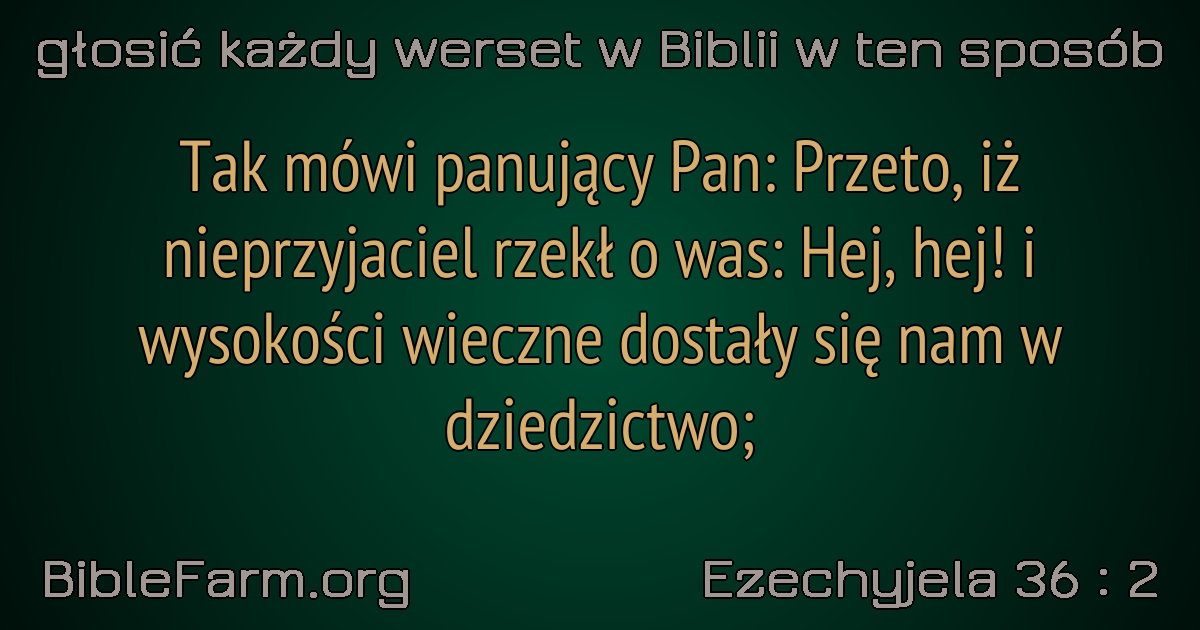 głosić każdy werset w Biblii w ten sposób
Tak mówi panujący Pan: Przeto, iż
nieprzyjaciel rzekł o was: Hej, hej! i
wysokości wieczne dostały się nam w
dziedzictwo;
BibleFarm.org
Ezechyjela 36 : 2